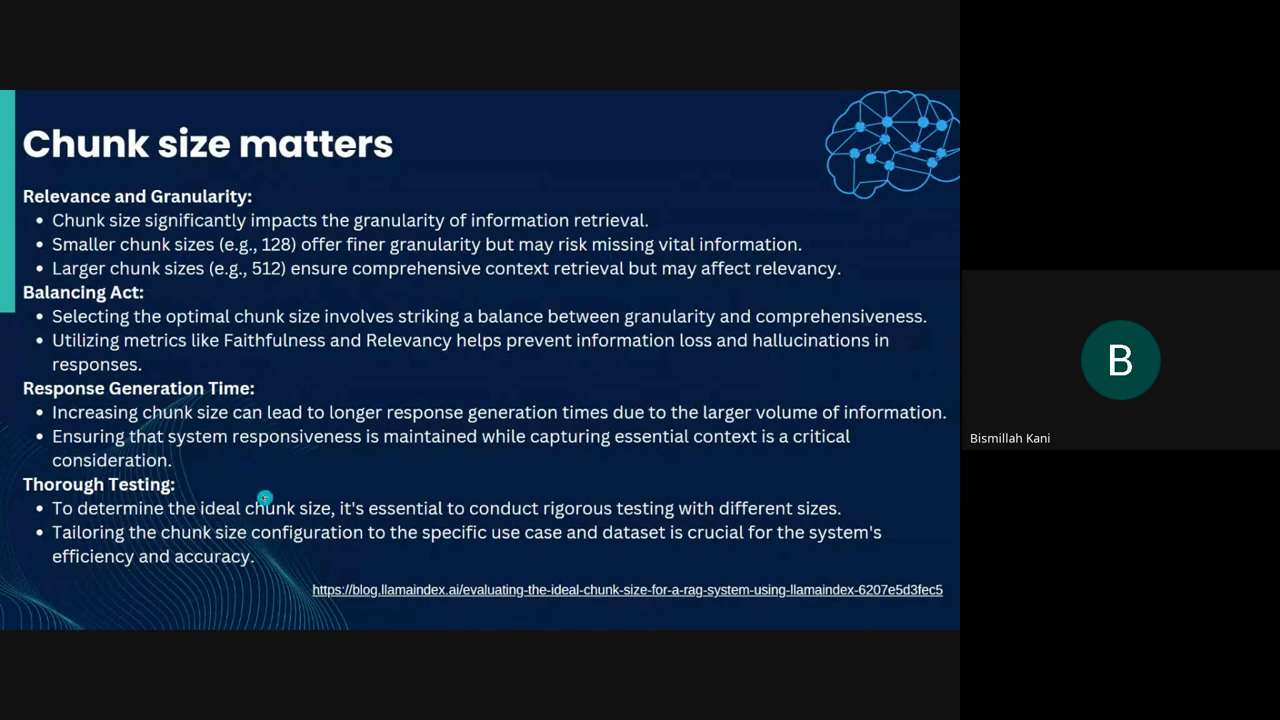 Chunk size matters
Relevance and Granularity:
• Chunk size significantly impacts the granularity of information retrieval.
• Smaller chunk sizes (e.g., 128) offer finer granularity but may risk missing vital information.
• Larger chunk sizes (e.g., 512) ensure comprehensive context retrieval but may affect relevancy.
Balancing Act:
• Selecting the optimal chunk size involves striking a balance between granularity and comprehensiveness.
• Utilizing metrics like Faithfulness and Relevancy helps prevent information loss and hallucinations in
responses.
Response Generation Time:
• Increasing chunk size can lead to longer response generation times due to the larger volume of information.
• Ensuring that system responsiveness is maintained while capturing essential context is a critical
consideration.
Thorough Testing:
• To determine the ideal chunk size, it's essential to conduct rigorous testing with different sizes.
• Tailoring the chunk size configuration to the specific use case and dataset is crucial for the system's
efficiency and accuracy.
https://blog.llamaindex.ai/evaluating-the-ideal-chunk-size-for-a-rag-system-using-llamaindex-6207e5d3fec5
B
Bismillah Kani